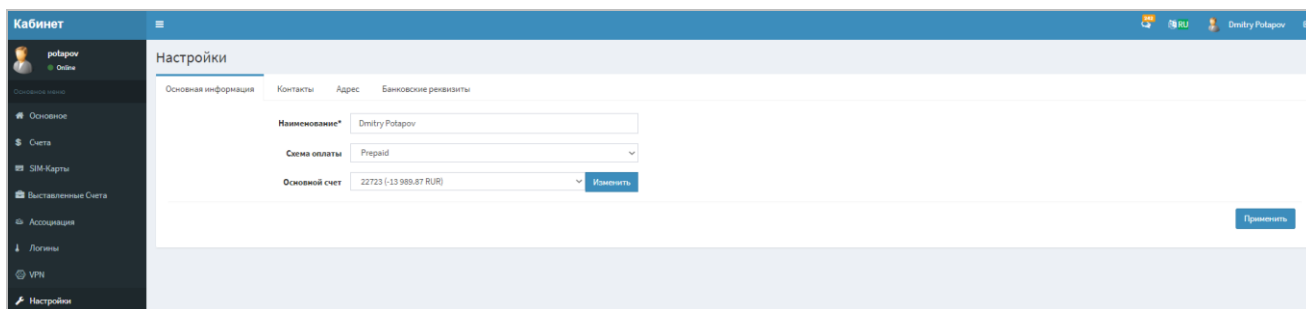 Кабинет
RU
Dmitry Potapov
potapov
Online
Основное меню
Основное
Счета
SIM-Карты
Выставленные Счета
Ассоциация
Логины
VPN
Настройки
Настройки
Основная информация Контакты Адрес Банковские реквизиты
Наименование* Dmitry Potapov
Схема оплаты Prepaid
Основной счет 22723 (-13 989.87 RUR) Изменить
Применить